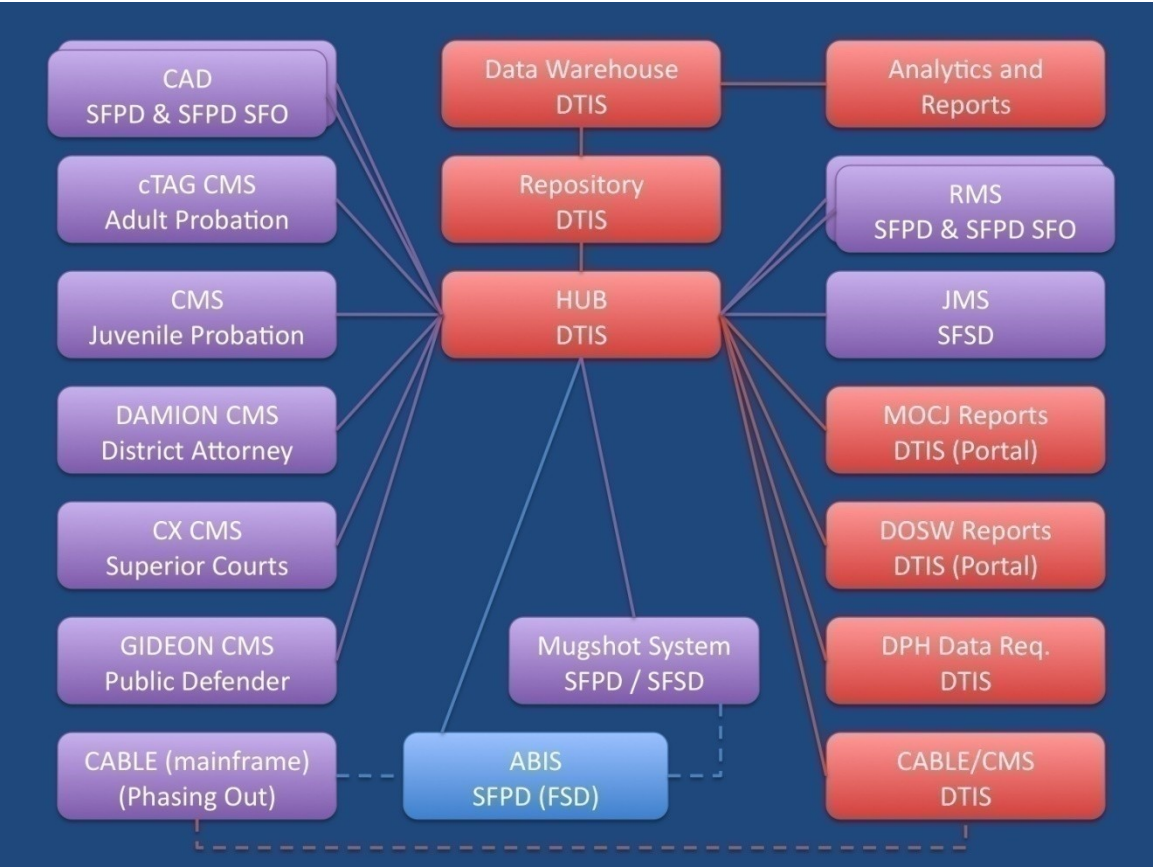 CAD
SFPD & SFPD SFO
Data Warehouse
DTIS
Analytics and
Reports
cTAG CMS
Adult Probation
Repository
DTIS
RMS
SFPD & SFPD SFO
CMS
Juvenile Probation
HUB
DTIS
JMS
SFSD
DAMION CMS
District Attorney
MOCJ Reports
DTIS (Portal)
CX CMS
Superior Courts
DOSW Reports
DTIS (Portal)
GIDEON CMS
Public Defender
Mugshot System
SFPD / SFSD
DPH Data Req.
DTIS
CABLE (mainframe)
(Phasing Out)
ABIS
SFPD (FSD)
CABLE/CMS
DTIS